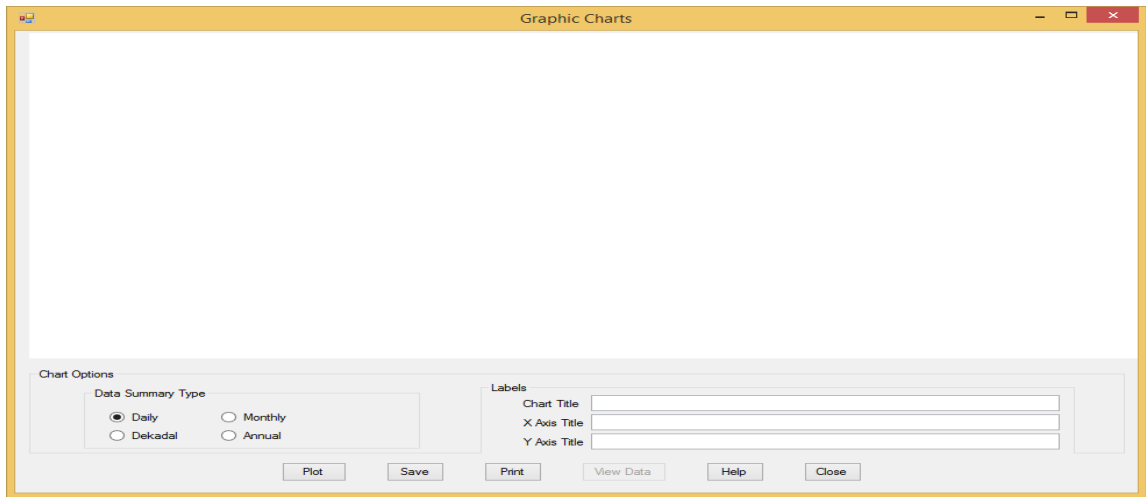 Graphic Charts
Chart Options
Data Summary Type
Daily
Monthly
Dekadal
Annual
Labels
Chart Title
X Axis Title
Y Axis Title
Plot Save Print View Data Help Close